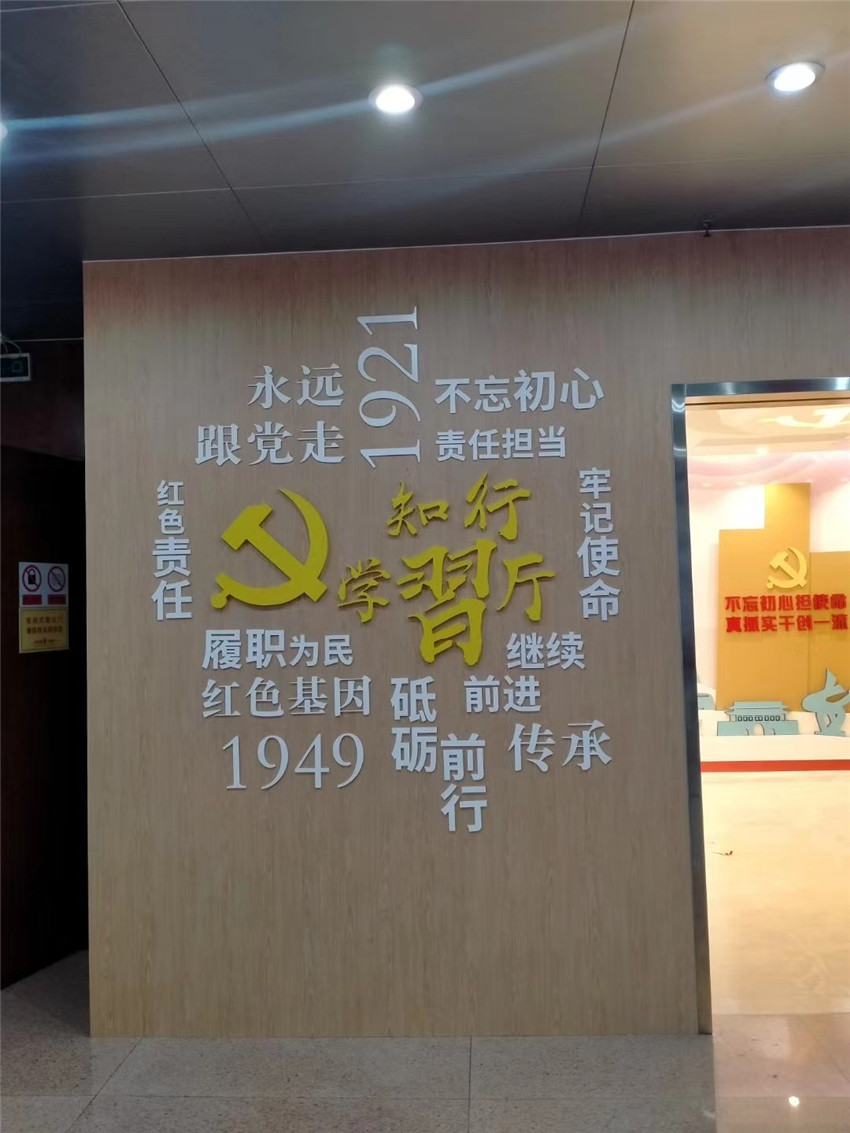 1921
永远
跟党走
不忘初心
责任担当
红色责任
知行
学習厅
牢记使命
履职为民
红色基因
1949
砥砺
前行
继续
前进
传承
不忘初心担使命
真抓实干创一流